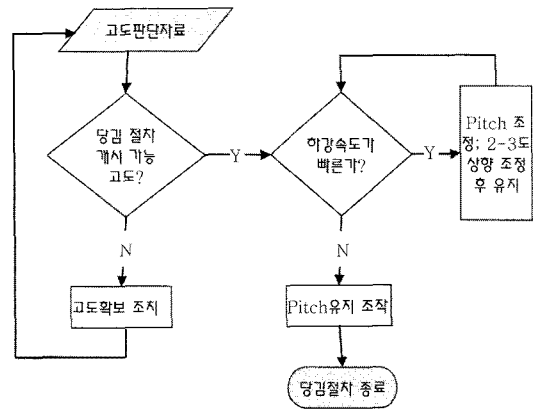 고도판단자료
당김 절차
개시 가능
고도?
Y
하강속도가
빠른가?
Y
Pitch 조
정; 2-3도
상향 조정
후 유지
N
N
고도확보 조치
Pitch유지 조작
당김절차 종료